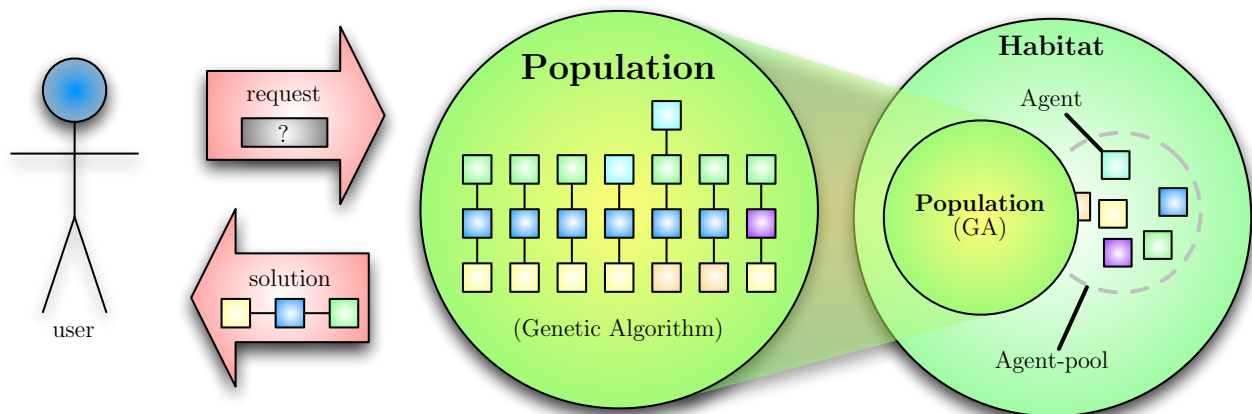 request
?
solution
user
Population
(Genetic Algorithm)
Habitat
Agent
Population
(GA)
Agent-pool